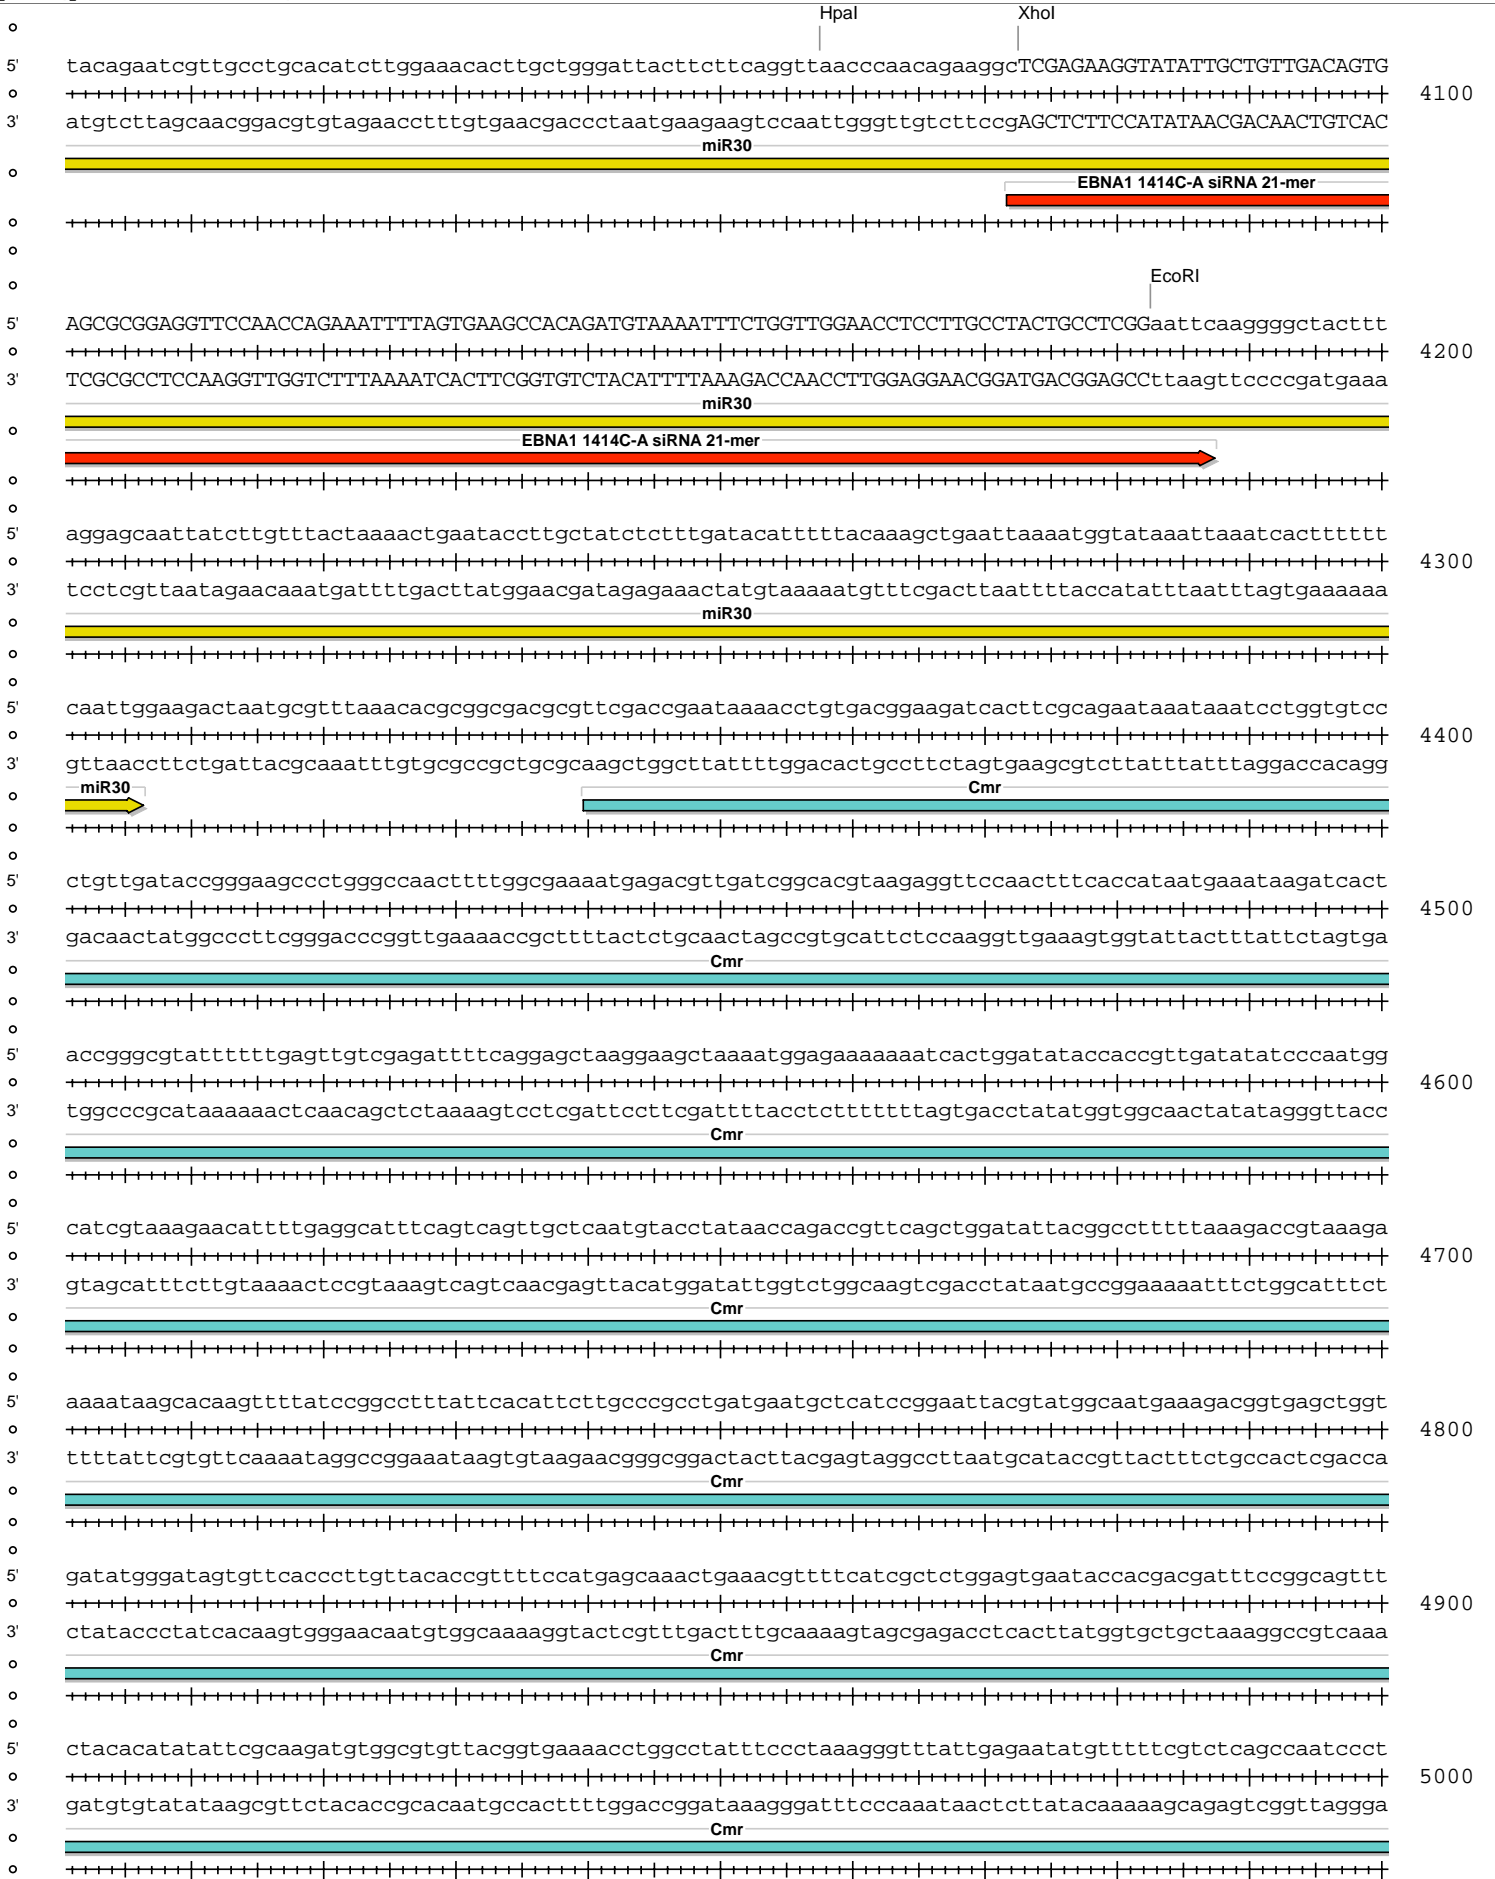 HpaI XhoI
5' tacagaatcgttgcctgcacatcttggaaacacttgctgggattacttcttcaggttaacccaacagaaggcTCGAGAAGGTATATTGCTGTTGACAGTG
4100
3' atgtcttagcaacggacgtgtagaacctttgtgaacgaccctaatgaagaagtccaattgggttgtcttccgAGCTCTTCCATATAACGACAACTGTCAC
miR30
EBNA1 1414C-A siRNA 21-mer
EcoRI
5' AGCGCGGAGGTTCCAACCAGAAATTTTAGTGAAGCCACAGATGTAAAATTTCTGGTTGGAACCTCCTTGCCTACTGCCTCGGaattcaaggggctacttt
4200
3' TCGCGCCTCCAAGGTTGGTCTTTAAAATCACTTCGGTGTCTACATTTTAAAGACCAACCTTGGAGGAACGGATGACGGAGCCttaagttccccgatgaaa
miR30
EBNA1 1414C-A siRNA 21-mer
5' aggagcaattatcttgtttactaaaactgaataccttgctatctctttgatacatttttacaaagctgaattaaaatggtataaattaaatcactttttt
4300
3' tcctcgttaatagaacaaatgattttgacttatggaacgatagagaaactatgtaaaaatgtttcgacttaattttaccatatttaatttagtgaaaaaa
miR30
5' caattggaagactaatgcgtttaaacacgcggcgacgcgttcgaccgaataaaacctgtgacggaagatcacttcgcagaataaataaatcctggtgtcc
4400
3' gttaaccttctgattacgcaaatttgtgcgccgctgcgcaagctggcttattttggacactgccttctagtgaagcgtcttatttatttaggaccacagg
miR30 Cmr
5' ctgttgataccgggaagccctgggccaacttttggcgaaaatgagacgttgatcggcacgtaagaggttccaactttcaccataatgaaataagatcact
4500
3' gacaactatggcccttcgggacccggttgaaaaccgcttttactctgcaactagccgtgcattctccaaggttgaaagtggtattactttattctagtga
Cmr
5' accgggcgtattttttgagttgtcgagattttcaggagctaaggaagctaaaatggagaaaaaaatcactggatataccaccgttgatatatcccaatgg
4600
3' tggcccgcataaaaaactcaacagctctaaaagtcctcgattccttcgattttacctctttttttagtgacctatatggtggcaactatatagggttacc
Cmr
5' catcgtaaagaacattttgaggcatttcagtcagttgctcaatgtacctataaccagaccgttcagctggatattacggcctttttaaagaccgtaaaga
4700
3' gtagcatttcttgtaaaactccgtaaagtcagtcaacgagttacatggatattggtctggcaagtcgacctataatgccggaaaaatttctggcatttct
Cmr
5' aaaataagcacaagttttatccggcctttattcacattcttgcccgcctgatgaatgctcatccggaattacgtatggcaatgaaagacggtgagctggt
4800
3' ttttattcgtgttcaaaataggccggaaataagtgtaagaacgggcggactacttacgagtaggccttaatgcataccgttactttctgccactcgacca
Cmr
5' gatatgggatagtgttcacccttgttacaccgttttccatgagcaaactgaaacgttttcatcgctctggagtgaataccacgacgatttccggcagttt
4900
3' ctataccctatcacaagtgggaacaatgtggcaaaaggtactcgtttgactttgcaaaagtagcgagacctcacttatggtgctgctaaaggccgtcaaa
Cmr
5' ctacacatatattcgcaagatgtggcgtgttacggtgaaaacctggcctatttccctaaagggtttattgagaatatgtttttcgtctcagccaatccct
5000
3' gatgtgtatataagcgttctacaccgcacaatgccacttttggaccggataaagggatttcccaaataactcttatacaaaaagcagagtcggttaggga
Cmr